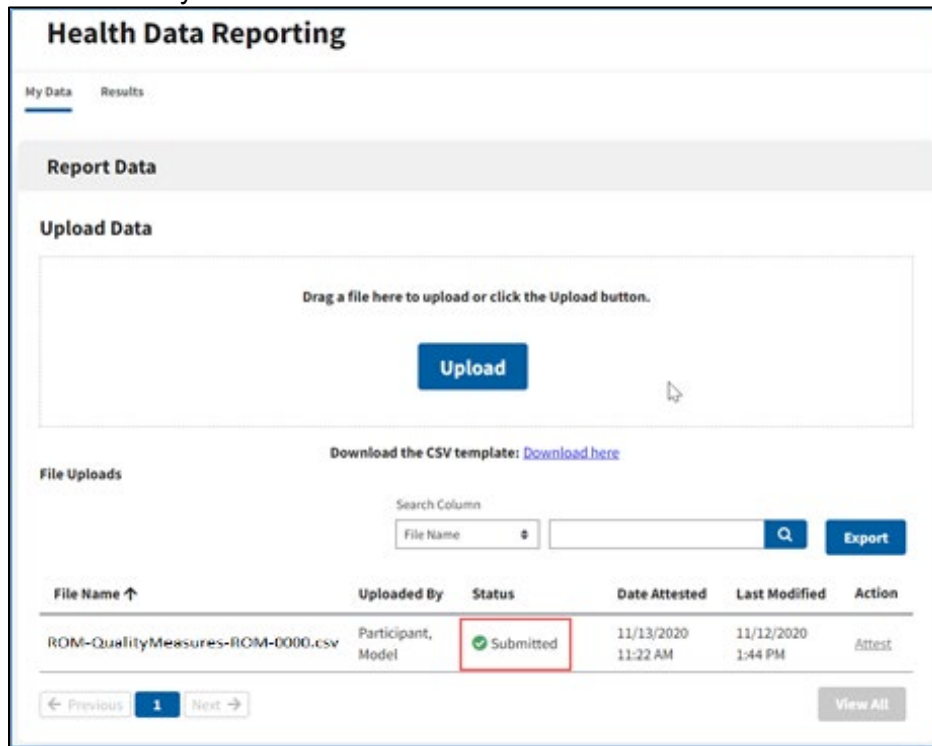 Health Data Reporting
My Data Results
Report Data
Upload Data
Drag a file here to upload or click the Upload button.
Upload
Download the CSV template: Download here
File Uploads
Search Column
File Name
Export
File Name ↑ Uploaded By Status Date Attested Last Modified Action
ROM-QualityMeasures-ROM-0000.csv Participant, Model Submitted 11/13/2020 11:22 AM 11/12/2020 1:44 PM Attest
← Previous 1 Next → View All